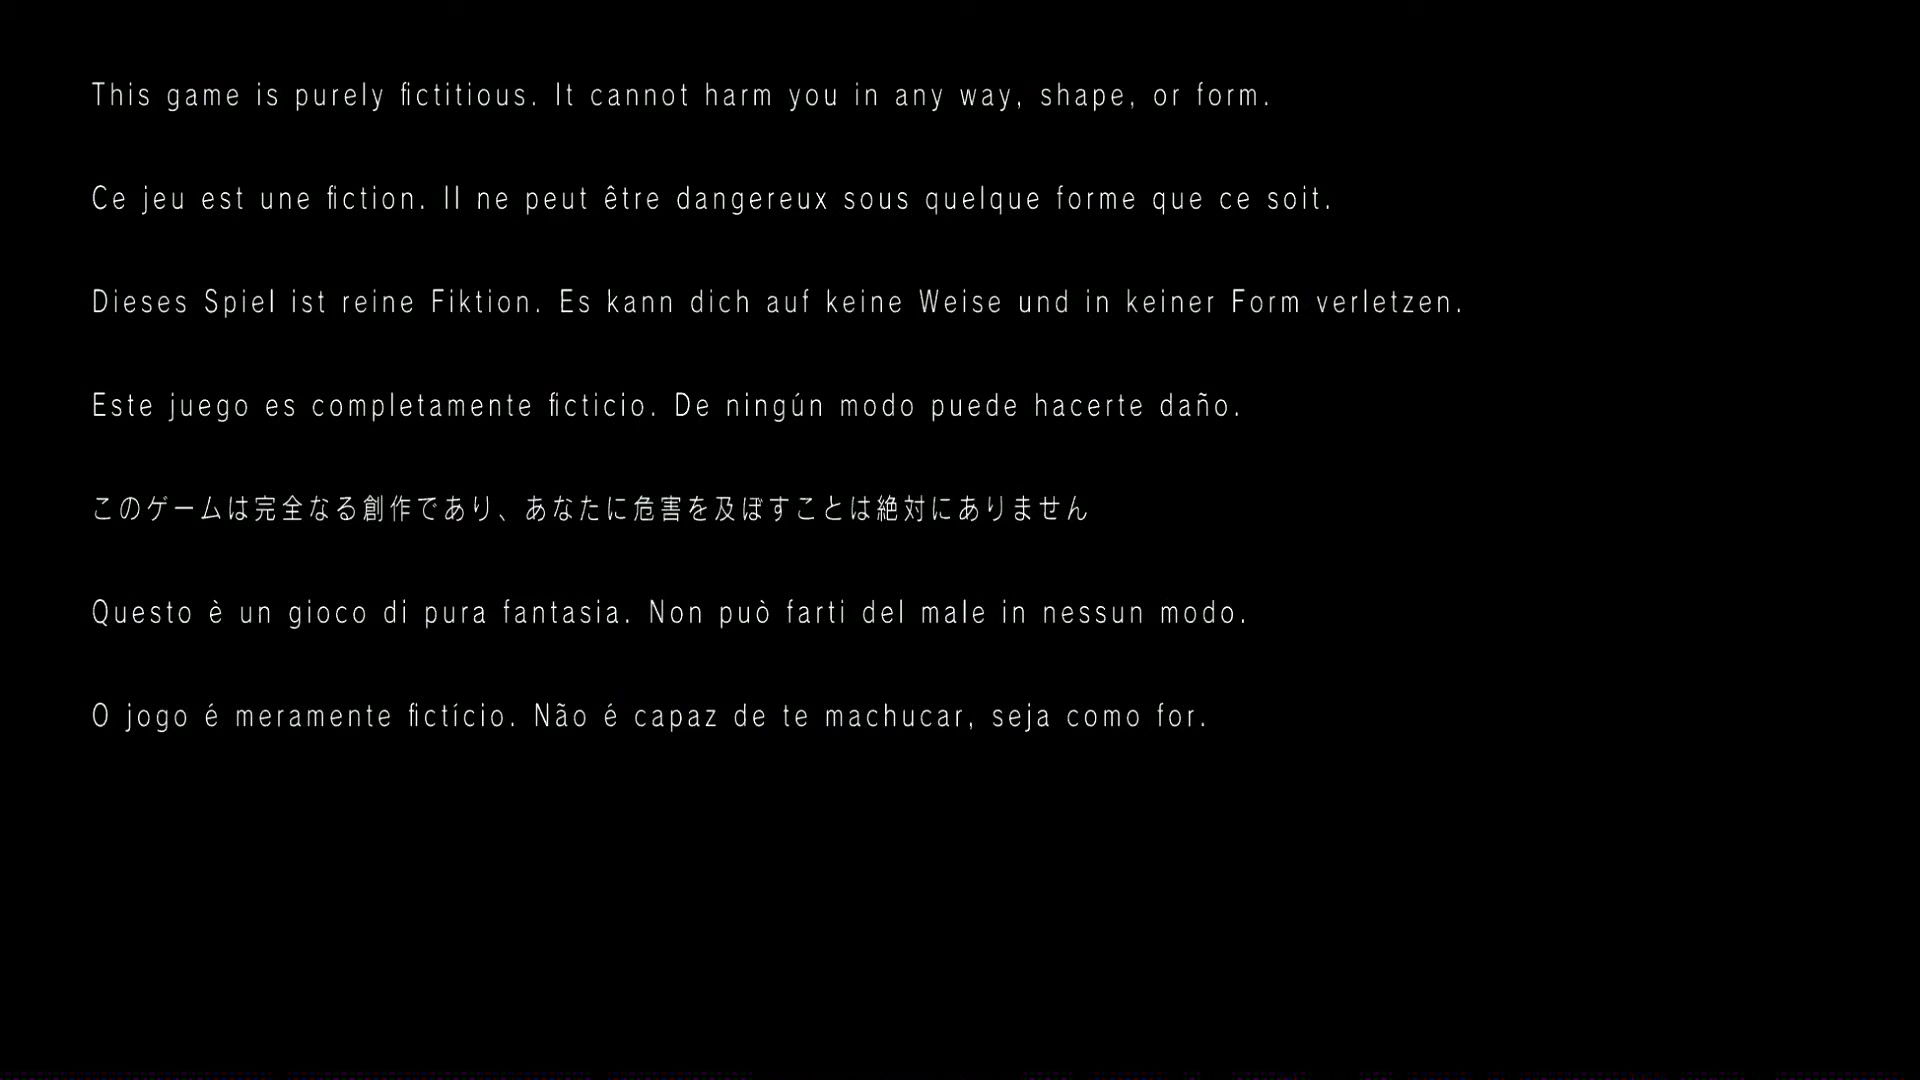 This game is purely fictitious. It cannot harm you in any way, shape, or form.
Ce jeu est une fiction. Il ne peut être dangereux sous quelque forme que ce soit.
Dieses Spiel ist reine Fiktion. Es kann dich auf keine Weise und in keiner Form verletzen.
Este juego es completamente ficticio. De ningún modo puede hacerte daño.
このゲームは完全なる創作であり、あなたに危害を及ぼすことは絶対にありません
Questo è un gioco di pura fantasia. Non può farti del male in nessun modo.
O jogo é meramente fictício. Não é capaz de te machucar, seja como for.